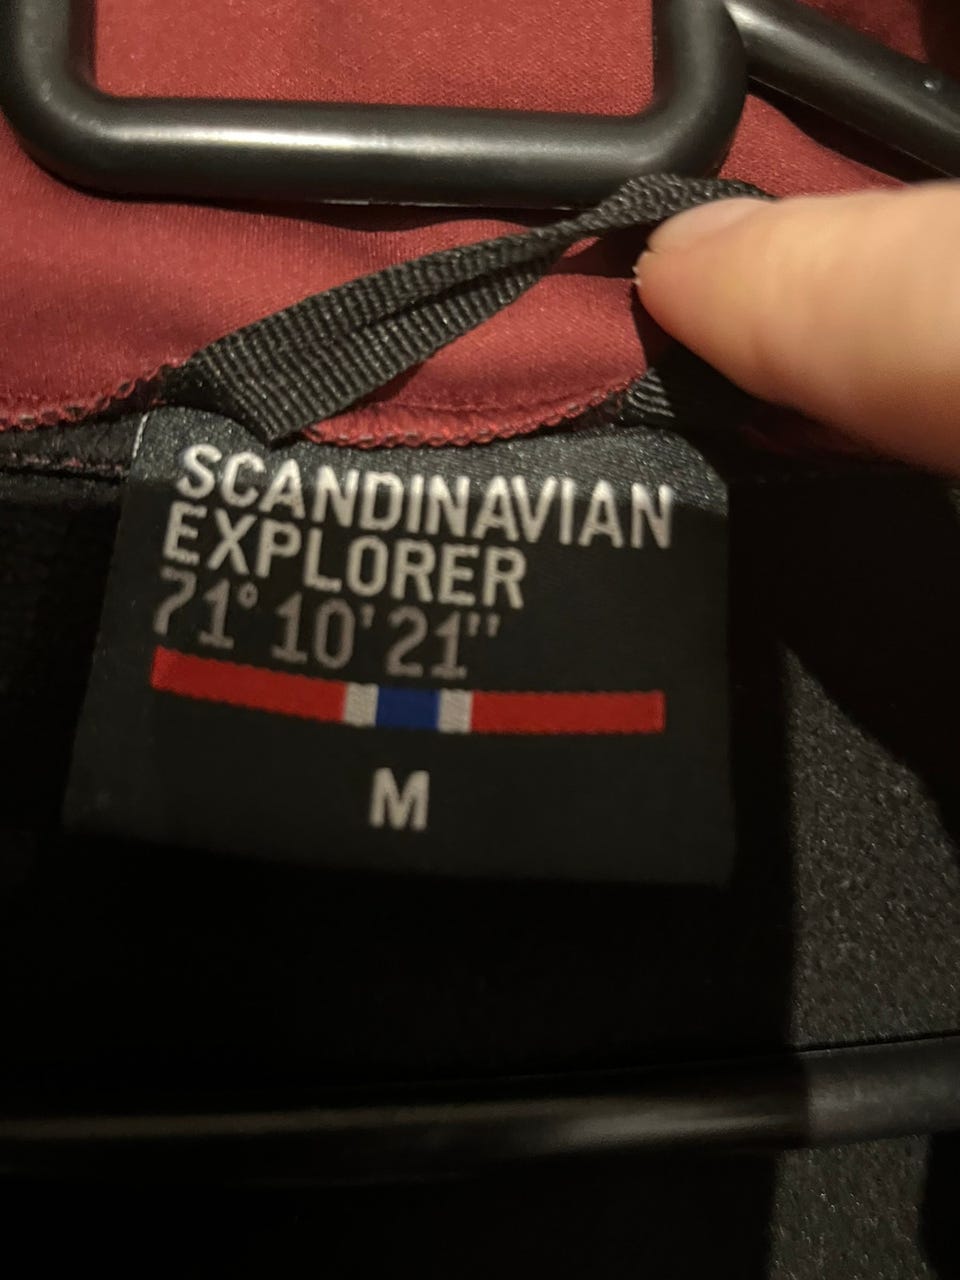 SCANDINAVIAN
EXPLORER
71° 10' 21''
M